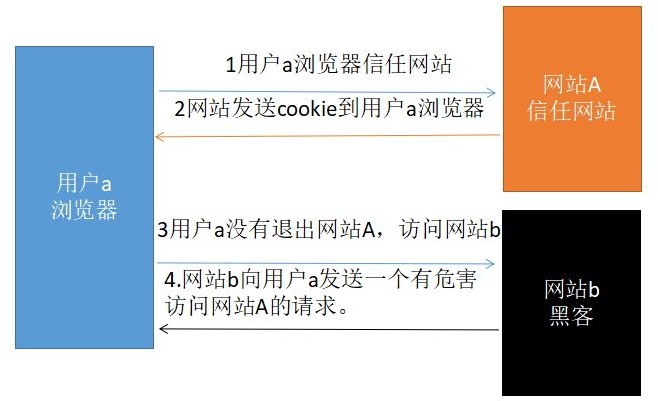 1用户a浏览器信任网站
2网站发送cookie到用户a浏览器
网站A
信任网站
用户a
浏览器
3用户a没有退出网站A，访问网站b
4.网站b向用户a发送一个有危害
访问网站A的请求。
网站b
黑客